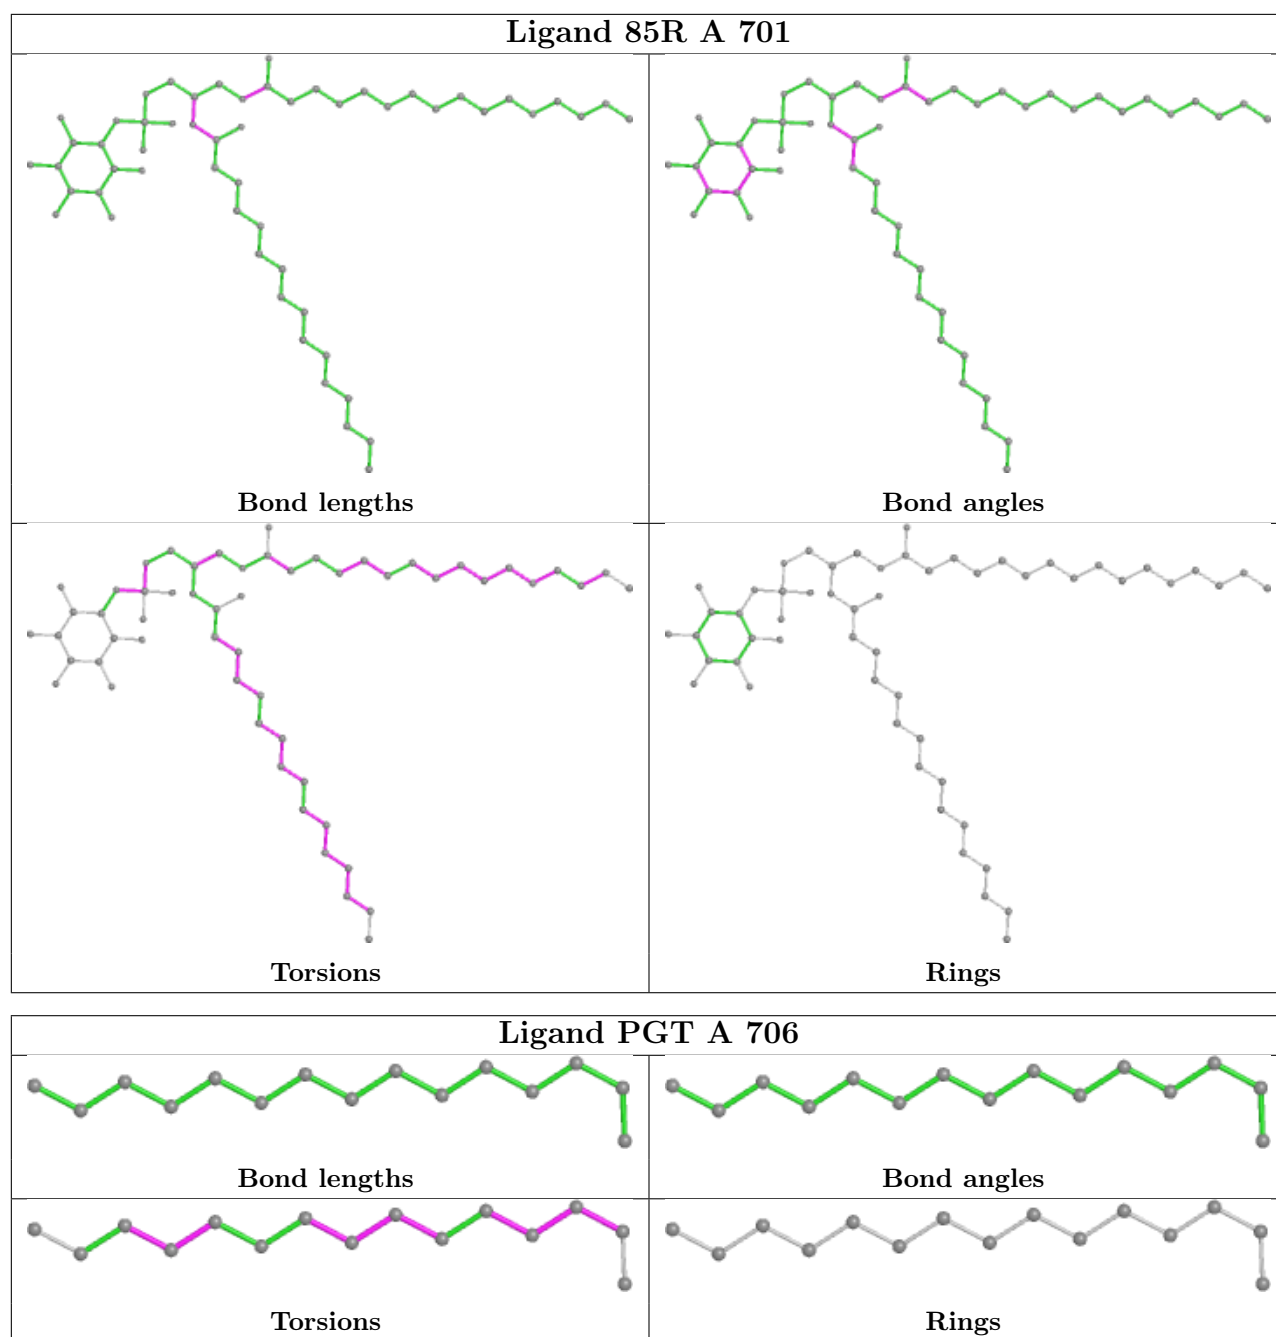 Ligand 85R A 701
Bond lengths
Bond angles
Torsions
Rings
Ligand PGT A 706
Bond lengths
Bond angles
Torsions
Rings